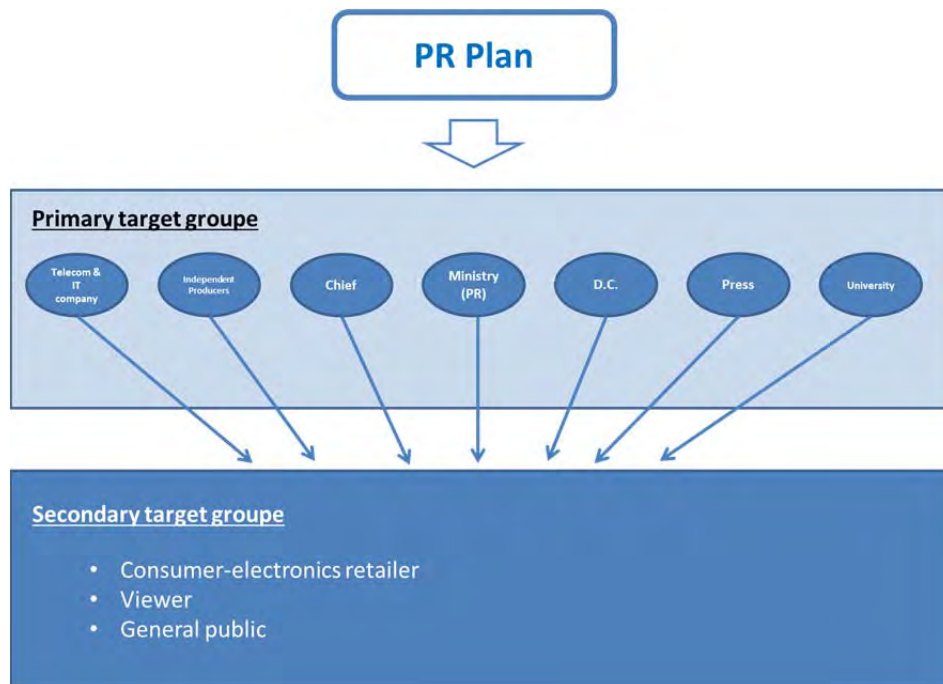 PR Plan
Primary target groupe
Telecom &
IT
company
Independent
Producers
Chief
Ministry
(PR)
D.C.
Press
University
Secondary target groupe
• Consumer-electronics retailer
• Viewer
• General public